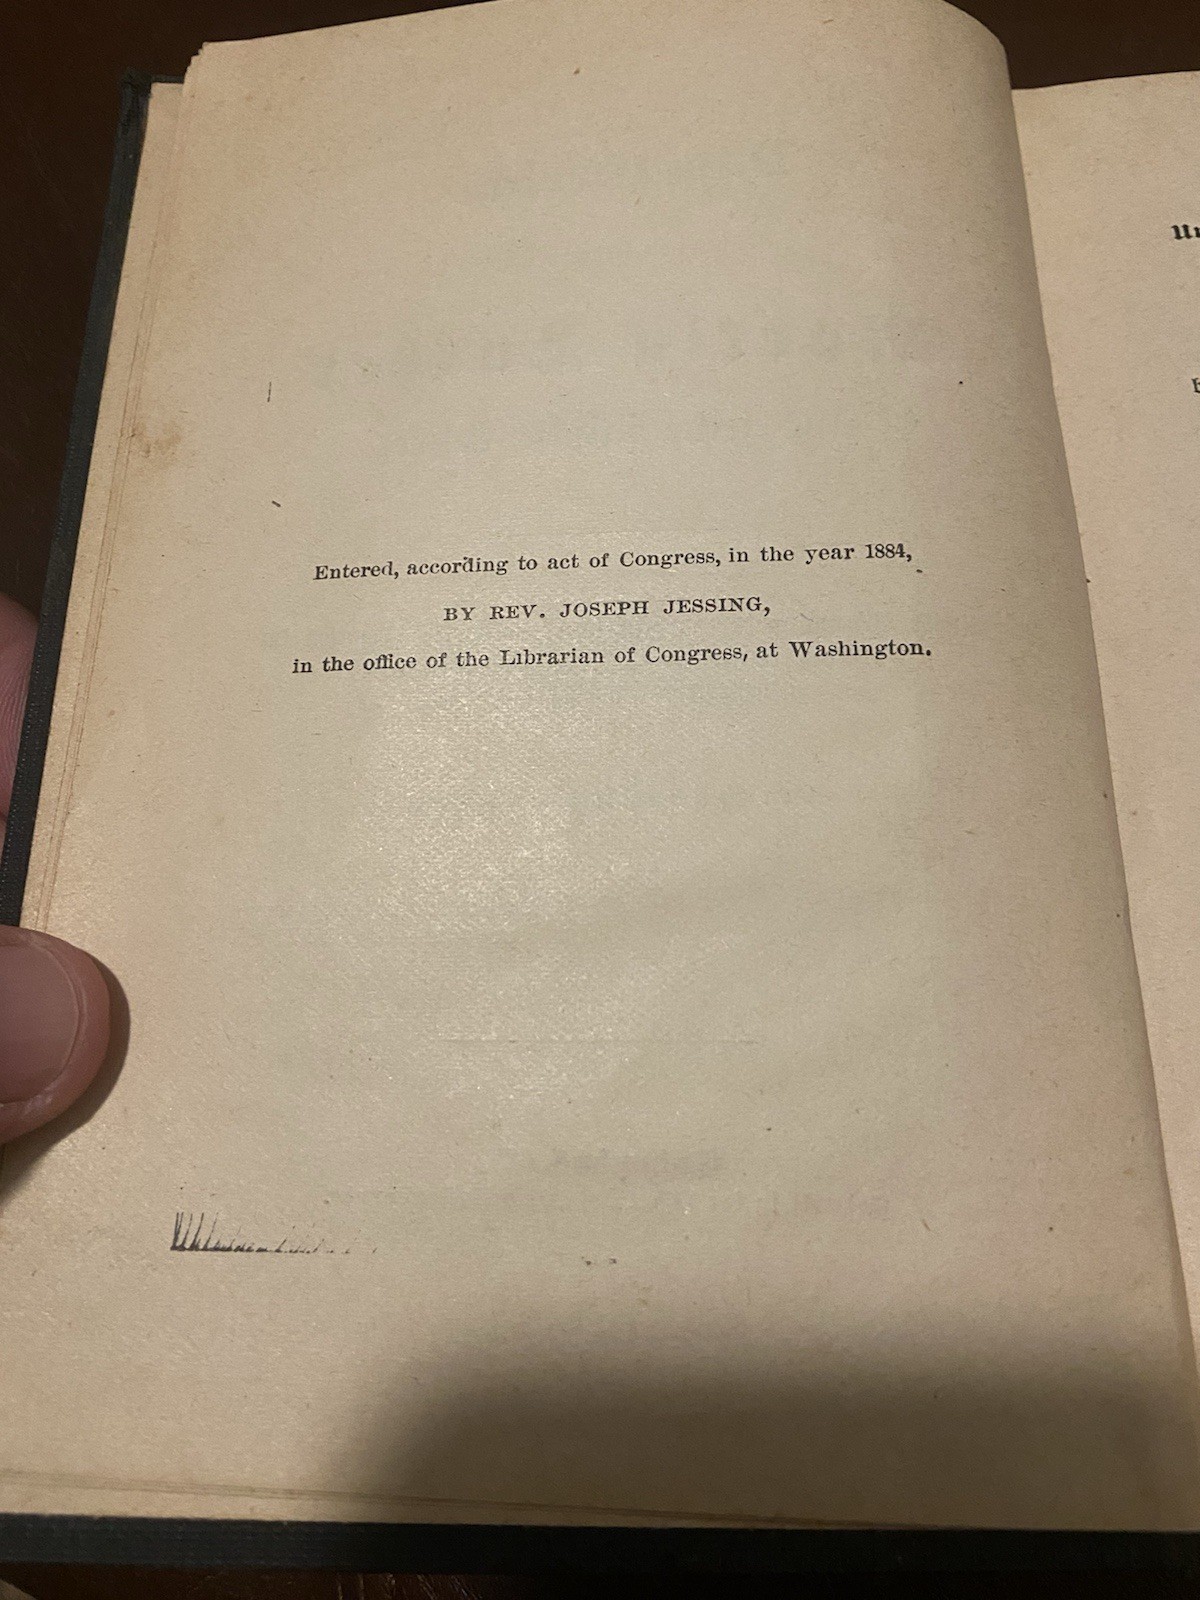 Entered, according to act of Congress, in the year 1884,
BY REV. JOSEPH JESSING,
in the office of the Librarian of Congress, at Washington.